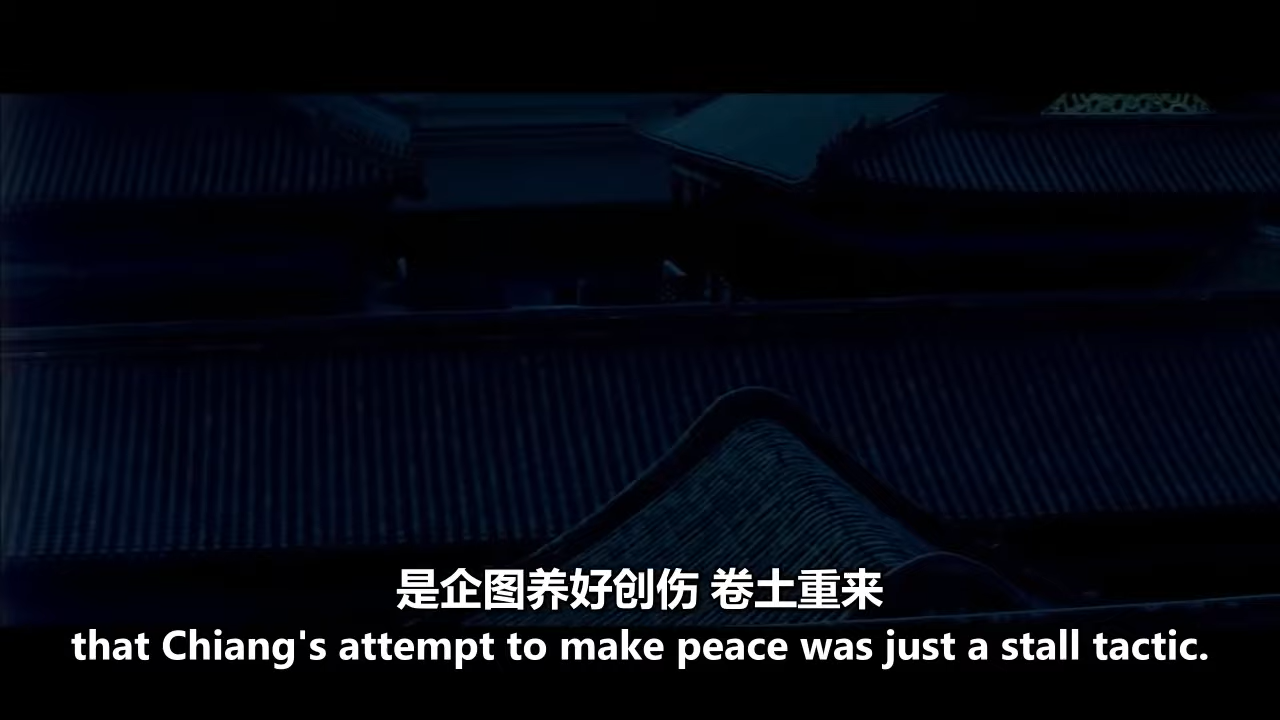 是企图养好创伤 卷土重来
that Chiang's attempt to make peace was just a stall tactic.